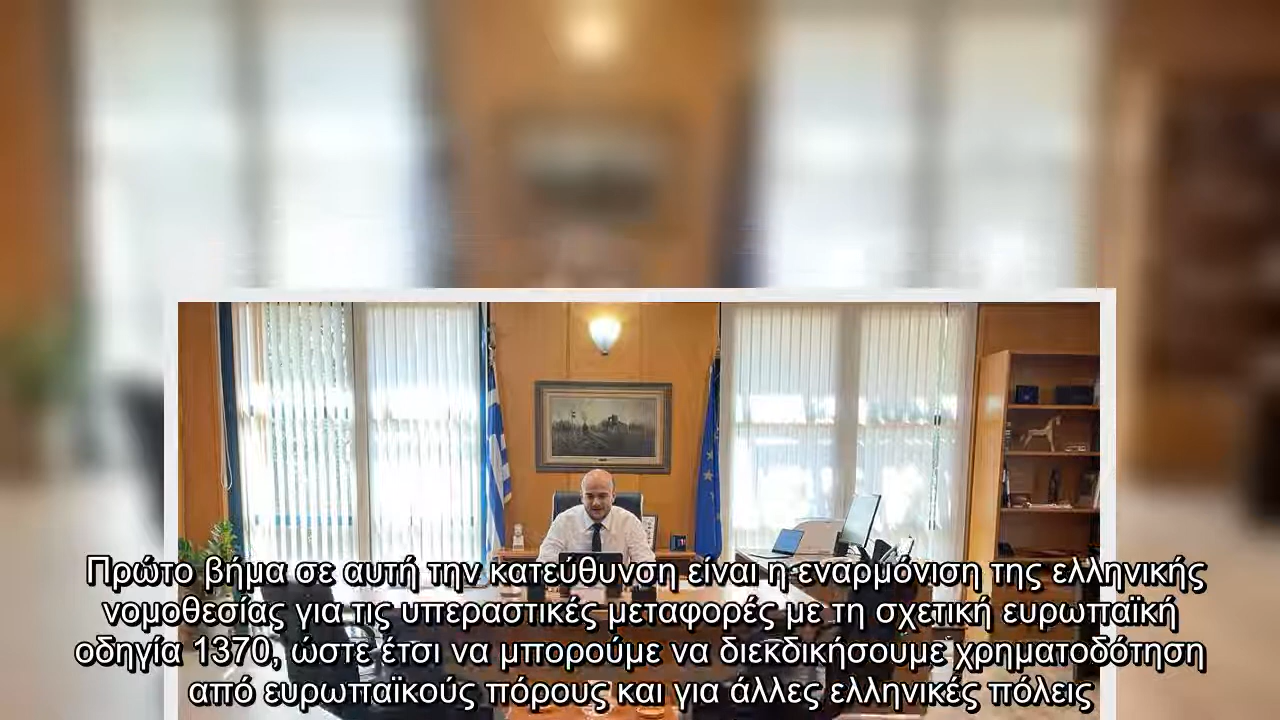 Πρώτο βήμα σε αυτή την κατεύθυνση είναι η εναρμόνιση της ελληνικής
νομοθεσίας για τις υπεραστικές μεταφορές με τη σχετική ευρωπαϊκή
οδηγία 1370, ώστε έτσι να μπορούμε να διεκδικήσουμε χρηματοδότηση
από ευρωπαϊκούς πόρους και για άλλες ελληνικές πόλεις